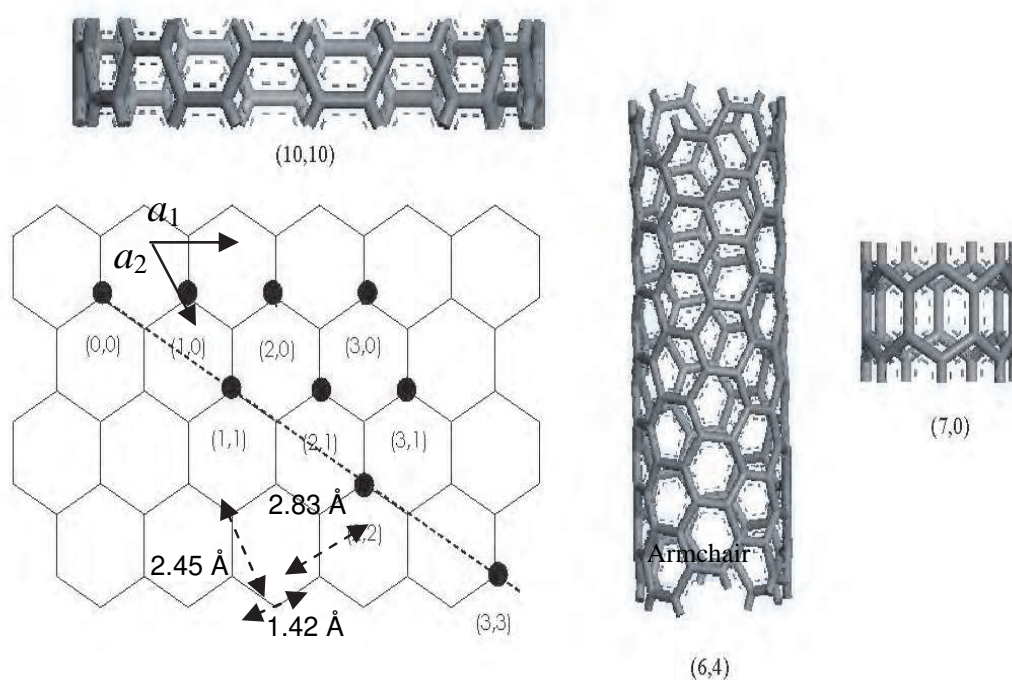 (10,10)
a1
a2
(0,0)
(1,0)
(2,0)
(3,0)
(1,1)
(2,1)
(3,1)
(7,0)
2.83 Å
,2)
2.45 Å
Armchair
1.42 Å
(3,3)
(6,4)